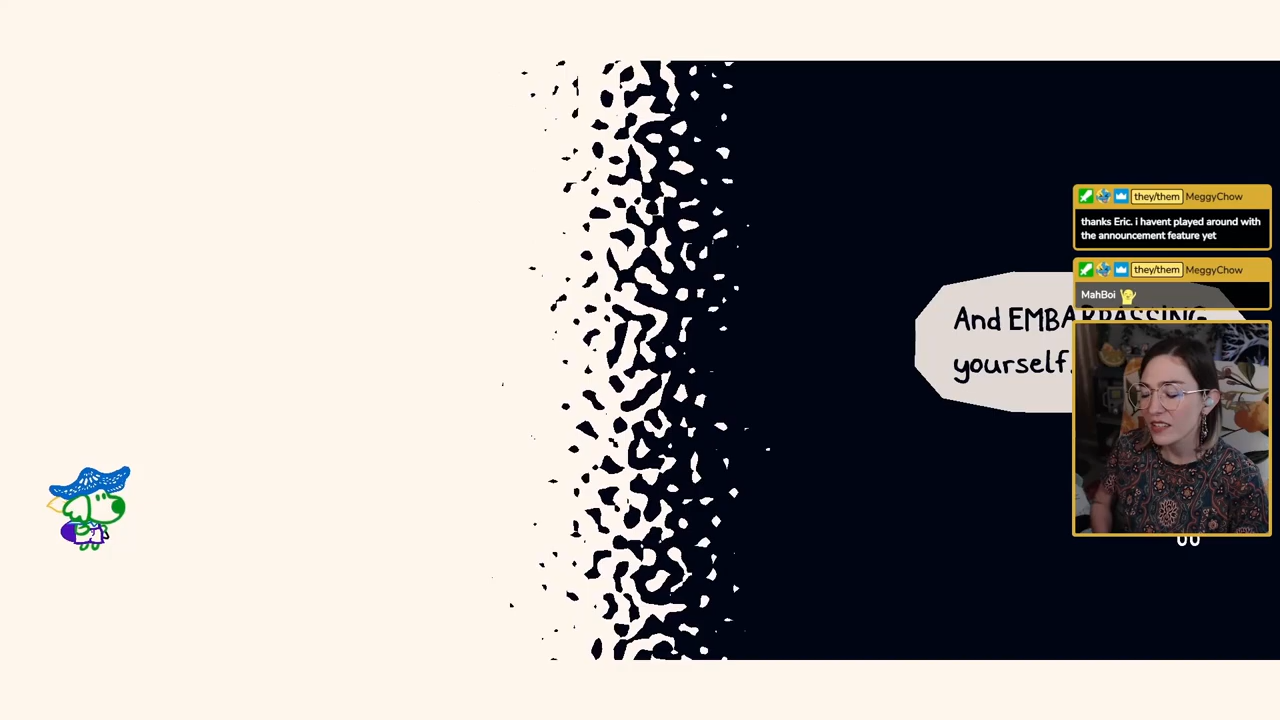 they/them MeggyChow
thanks Eric. i havent played around with
the announcement feature yet
they/them MeggyChow
MahBoi
And EMBARRASSING
yourself.